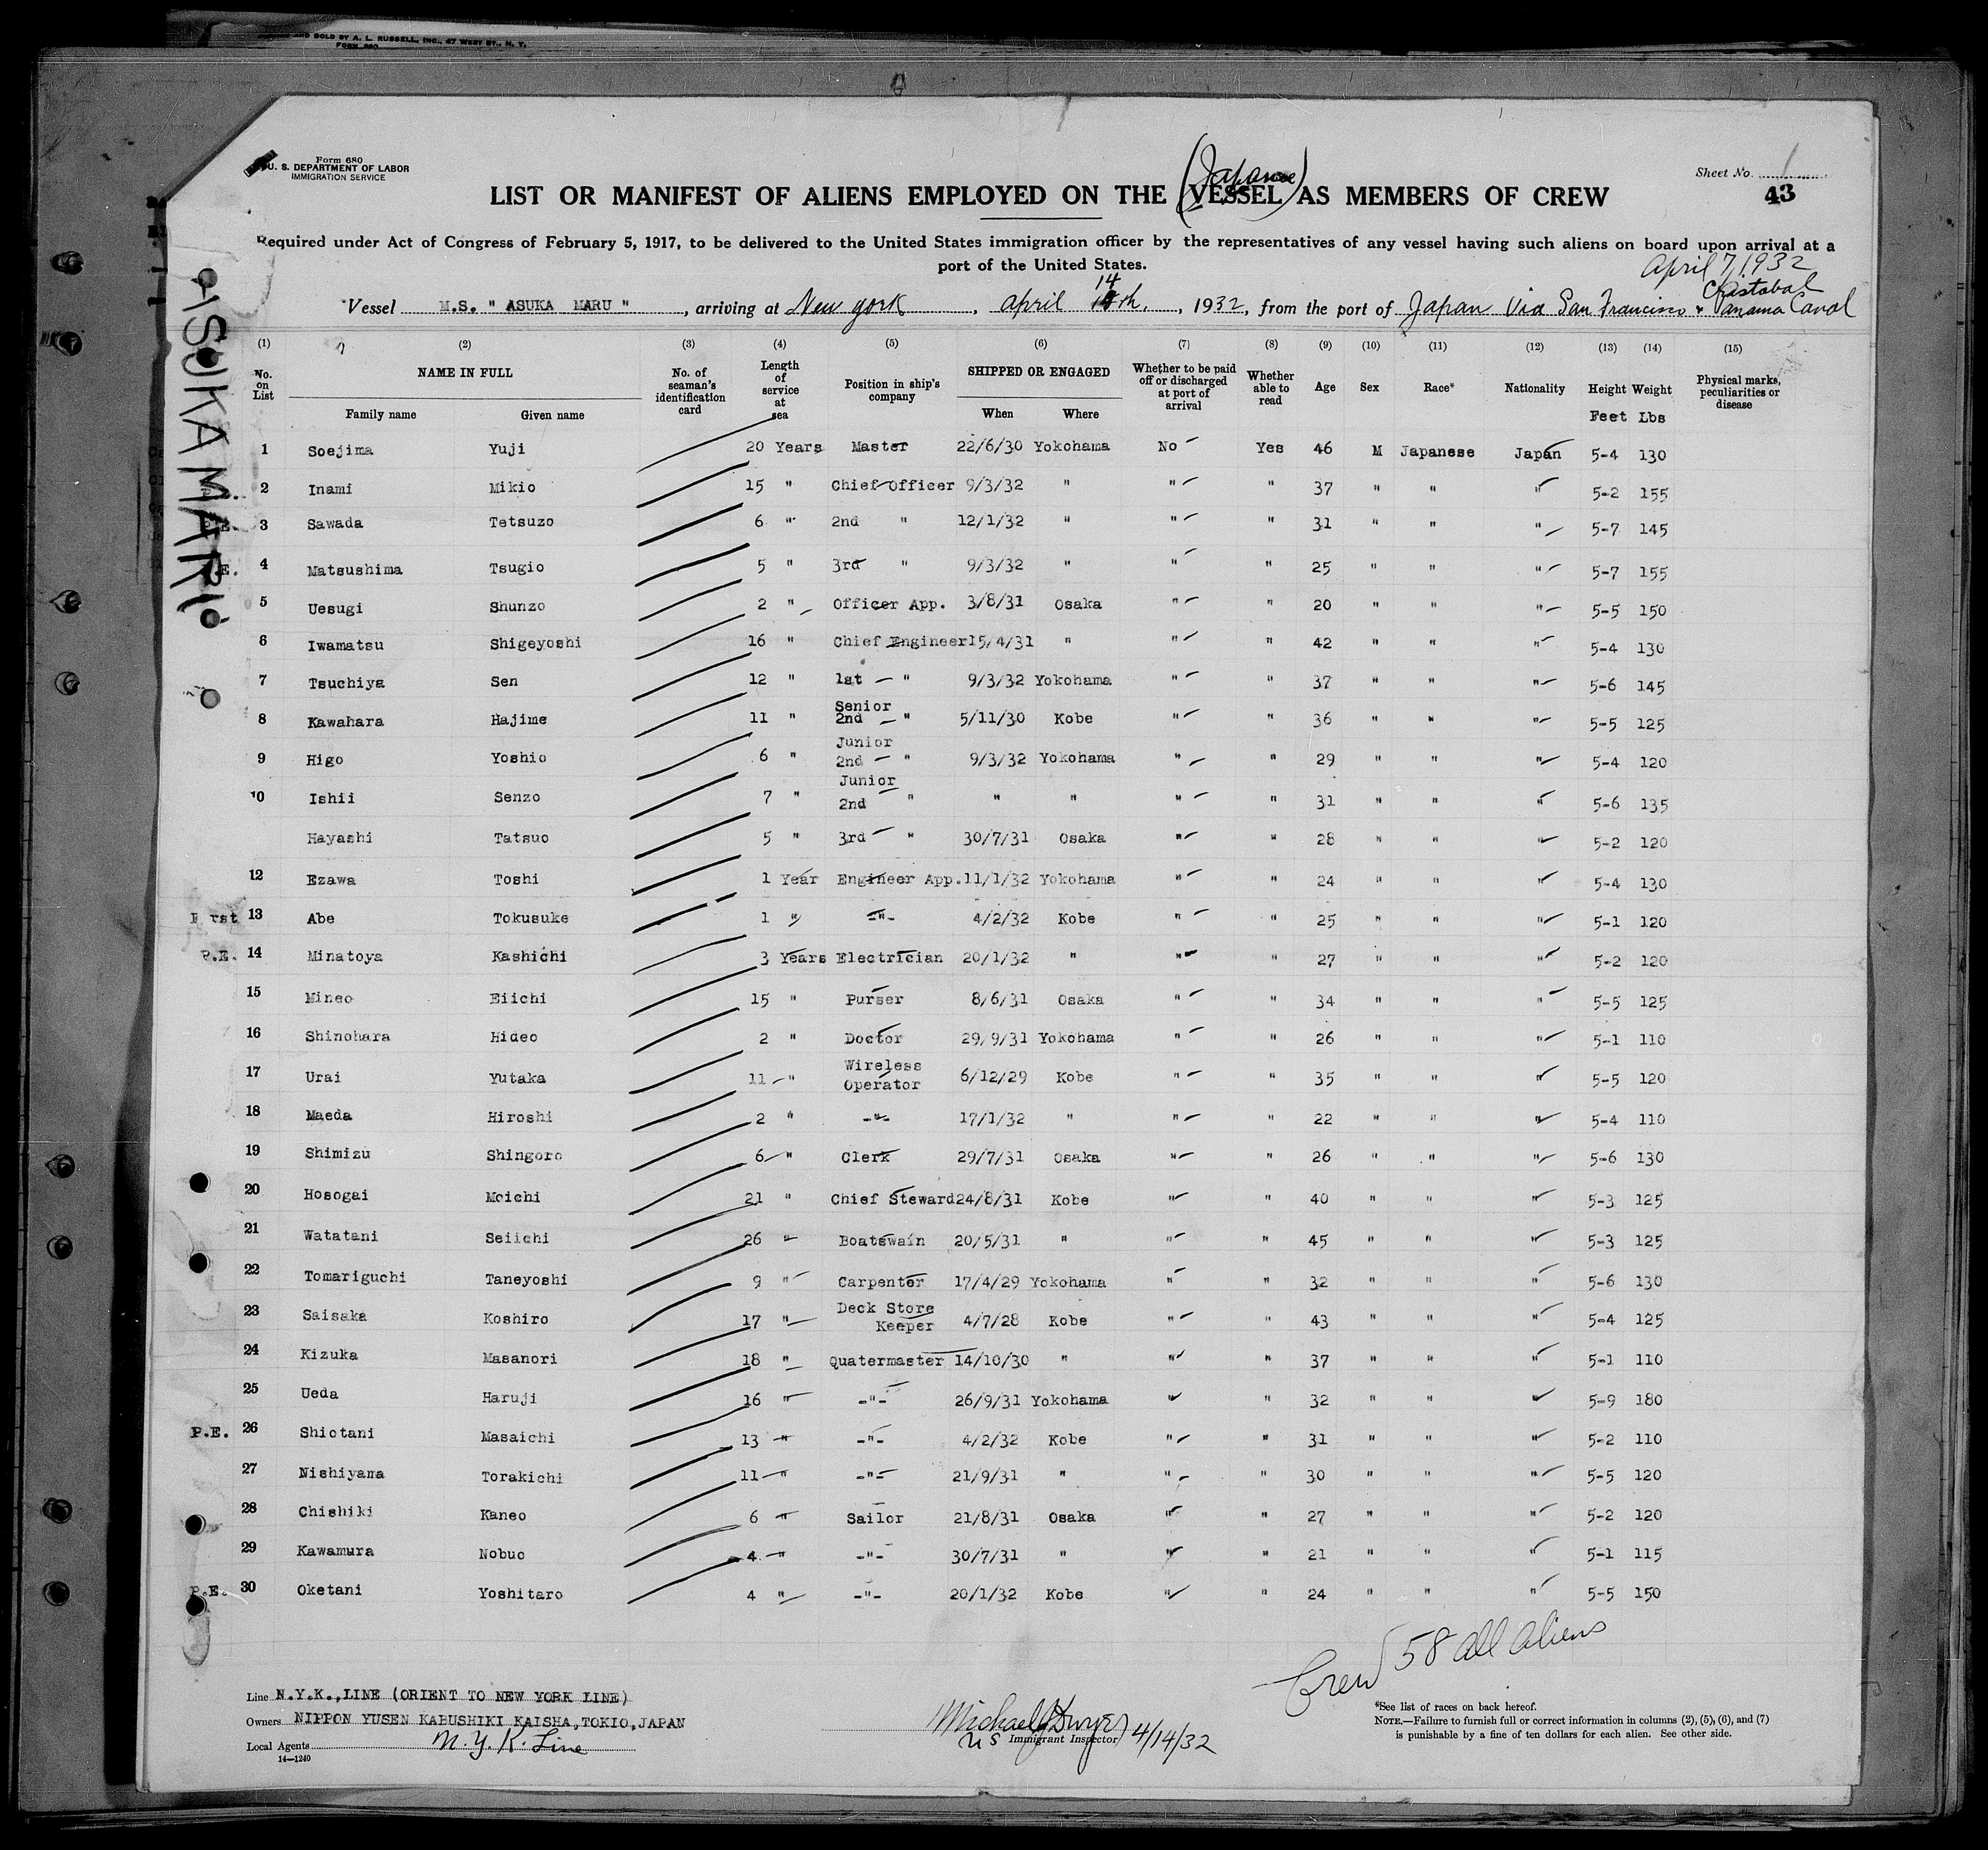 AND SOLD BY A. L. RUSSELL, INC., 47 WEST ST., N. Y.
FORM 680
Form 680
U. S. DEPARTMENT OF LABOR
IMMIGRATION SERVICE
Sheet No. 1
43
(Japanese)
LIST OR MANIFEST OF ALIENS EMPLOYED ON THE VESSEL AS MEMBERS OF CREW
Required under Act of Congress of February 5, 1917, to be delivered to the United States immigration officer by the representatives of any vessel having such aliens on board upon arrival at a
port of the United States.
April 7, 1932
Vessel M.S. " ASUKA MARU ", arriving at New York, April 14th, 1932, from the port of Japan Via San Francisco & Panama Canal
ASUKA MARU
(1) (2) (3) (4) (5) (6) (7) (8) (9) (10) (11) (12) (13) (14) (15)
No. on List NAME IN FULL No. of seaman's identification card Length of service at sea Position in ship's company SHIPPED OR ENGAGED Whether to be paid off or discharged at port of arrival Whether able to read Age Sex Race* Nationality Height Weight Physical marks, peculiarities or disease
Family name Given name When Where Feet Lbs
1 Soejima Yuji 20 Years Master 22/6/30 Yokohama No Yes 46 M Japanese Japan 5-4 130
2 Inami Mikio 15 " Chief Officer 9/3/32 " " " 37 " " " 5-2 155
3 Sawada Tetsuzo 6 " 2nd " 12/1/32 " " " 31 " " " 5-7 145
4 Matsushima Tsugio 5 " 3rd " 9/3/32 " " " 25 " " " 5-7 155
5 Uesugi Shunzo 2 " Officer App. 3/8/31 Osaka " " 20 " " " 5-5 150
6 Iwamatsu Shigeyoshi 16 " Chief Engineer 15/4/31 " " " 42 " " " 5-4 130
7 Tsuchiya Sen 12 " 1st " 9/3/32 Yokohama " " 37 " " " 5-6 145
8 Kawahara Hajime 11 " Senior 2nd " 5/11/30 Kobe " " 36 " " " 5-5 125
9 Higo Yoshio 6 " Junior 2nd " 9/3/32 Yokohama " " 29 " " " 5-4 120
10 Ishii Senzo 7 " Junior 2nd " " " " " 31 " " " 5-6 135
Hayashi Tatsuo 5 " 3rd " 30/7/31 Osaka " " 28 " " " 5-2 120
12 Ezawa Toshi 1 Year Engineer App. 11/1/32 Yokohama " " 24 " " " 5-4 130
First 13 Abe Tokusuke 1 " -"- 4/2/32 Kobe " " 25 " " " 5-1 120
P.E. 14 Minatoya Kashichi 3 Years Electrician 20/1/32 " " " 27 " " " 5-2 120
15 Mineo Eiichi 15 " Purser 8/6/31 Osaka " " 34 " " " 5-5 125
16 Shinohara Hideo 2 " Doctor 29/9/31 Yokohama " " 26 " " " 5-1 110
17 Urai Yutaka 11 " Wireless Operator 6/12/29 Kobe " " 35 " " " 5-5 120
18 Maeda Hiroshi 2 " -"- 17/1/32 " " " 22 " " " 5-4 110
19 Shimizu Shingoro 6 " Clerk 29/7/31 Osaka " " 26 " " " 5-6 130
20 Hosogai Moichi 21 " Chief Steward 24/8/31 Kobe " " 40 " " " 5-3 125
21 Watatani Seiichi 26 " Boatswain 20/5/31 " " " 45 " " " 5-3 125
22 Tomariguchi Taneyoshi 9 " Carpenter 17/4/29 Yokohama " " 32 " " " 5-6 130
23 Saisaka Koshiro 17 " Deck Store Keeper 4/7/28 Kobe " " 43 " " " 5-4 125
24 Kizuka Masanori 18 " Quatermaster 14/10/30 " " " 37 " " " 5-1 110
25 Ueda Haruji 16 " -"- 26/9/31 Yokohama " " 32 " " " 5-9 180
P.E. 26 Shiotani Masaichi 13 " -"- 4/2/32 Kobe " " 31 " " " 5-2 110
27 Nishiyama Torakichi 11 " -"- 21/9/31 " " " 30 " " " 5-5 120
28 Chishiki Kaneo 6 " Sailor 21/8/31 Osaka " " 27 " " " 5-2 120
29 Kawamura Nobuo 4 " -"- 30/7/31 " " " 21 " " " 5-1 115
P.E. 30 Oketani Yoshitaro 4 " -"- 20/1/32 Kobe " " 24 " " " 5-5 150
Crew 58 all aliens
Line N.Y.K., LINE (ORIENT TO NEW YORK LINE)
Owners NIPPON YUSEN KABUSHIKI KAISHA, TOKIO, JAPAN
Local Agents N.Y.K. Line
14—1240
Michael J Dwyer 4/14/32
US Immigrant Inspector
*See list of races on back hereof.
NOTE.—Failure to furnish full or correct information in columns (2), (5), (6), and (7)
is punishable by a fine of ten dollars for each alien. See other side.